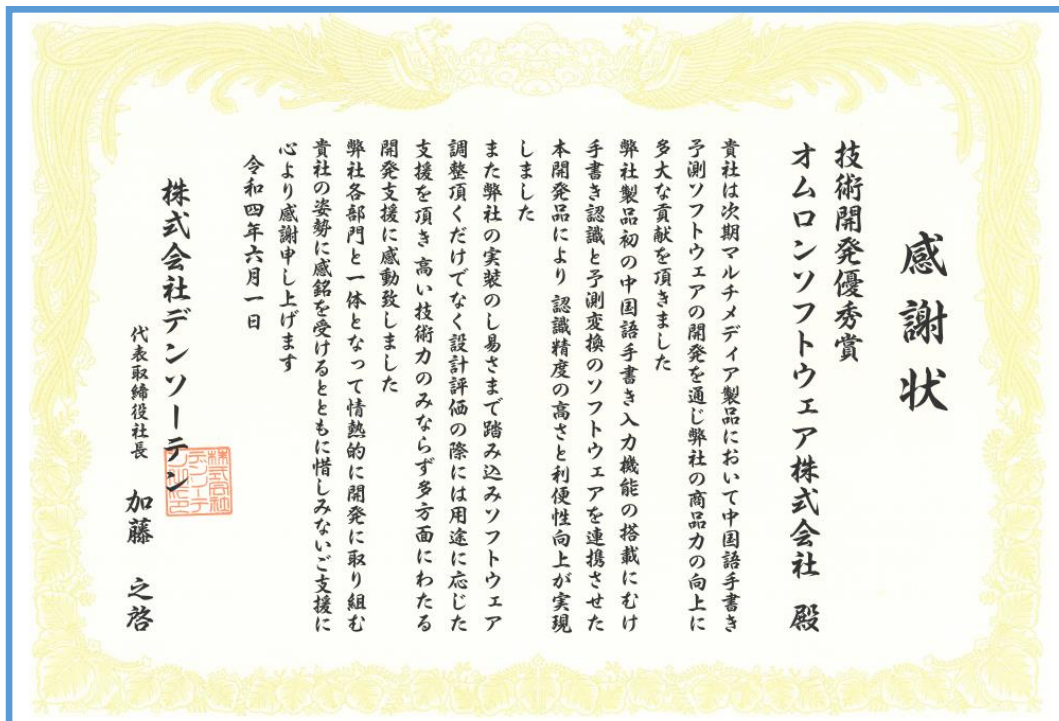 感謝状
技術開発優秀賞
オムロンソフトウェア株式会社 殿
貴社は次期マルチメディア製品において中国語手書き
予測ソフトウェアの開発を通じ弊社の商品力の向上に
多大な貢献を頂きました
弊社製品初の中国語手書き入力機能の搭載にむけ
手書き認識と予測変換のソフトウェアを連携させた
本開発品により 認識精度の高さと利便性向上が実現
しました
また弊社の実装のし易さまで踏み込みソフトウェア
調整頂くだけでなく設計評価の際には用途に応じた
支援を頂き 高い技術力のみならず多方面にわたる
開発支援に感動致しました
弊社各部門と一体となって情熱的に開発に取り組む
貴社の姿勢に感銘を受けるとともに惜しみないご支援に
心より感謝申し上げます
令和四年六月一日
株式会社デンソーテン
代表取締役社長 加藤 之啓